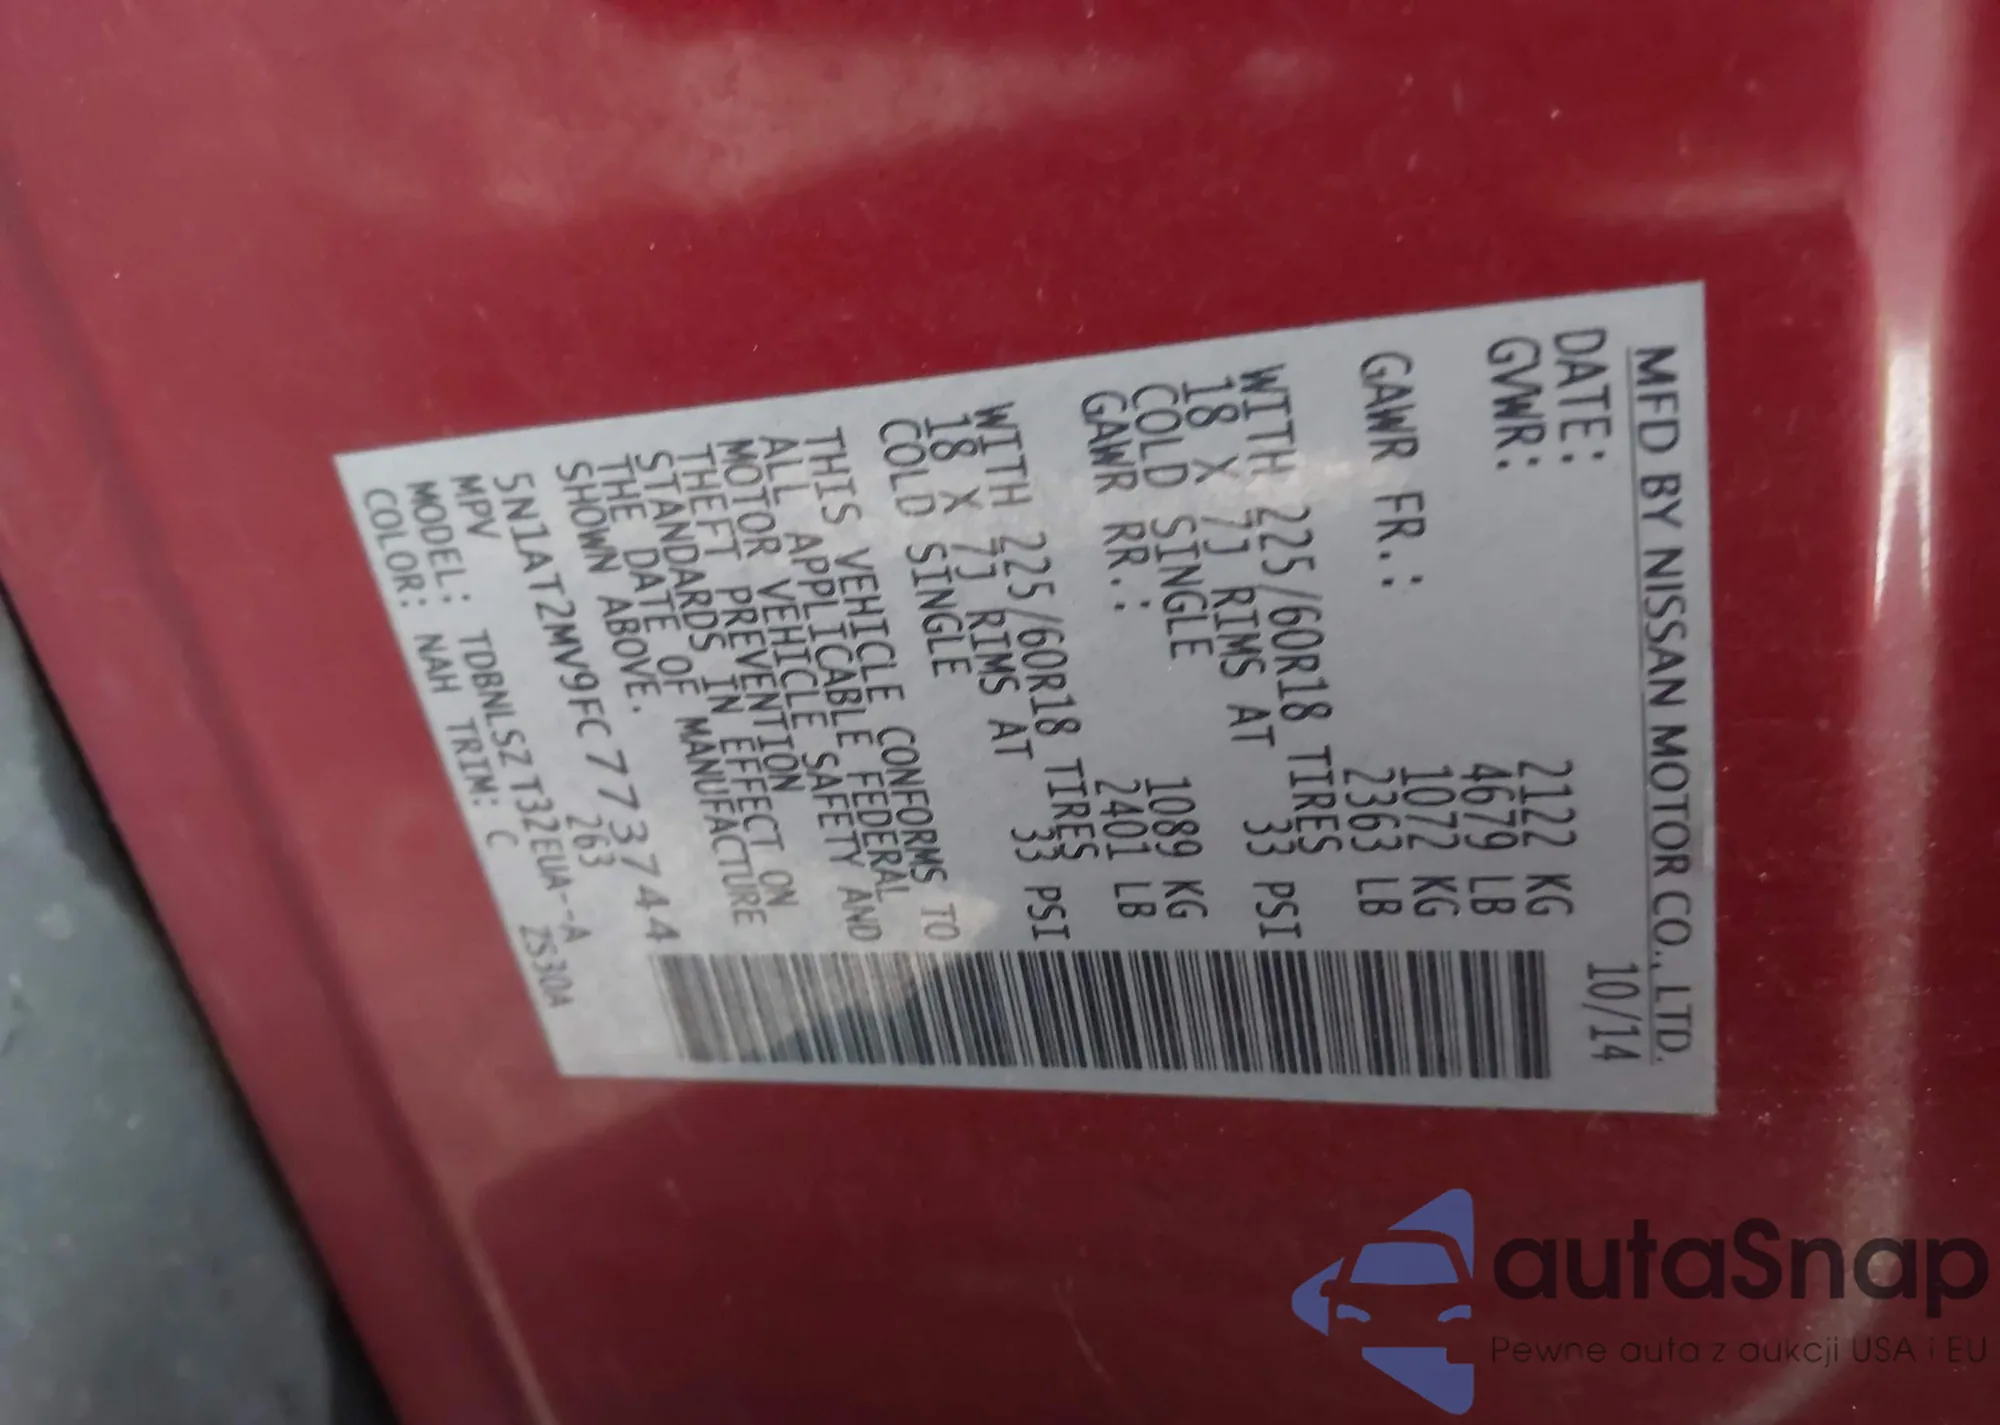 MFD BY NISSAN MOTOR CO., LTD.
DATE: 10/14
GVWR: 2122 KG
4679 LB
GAWR FR.: 1072 KG
2363 LB
WITH 225/60R18 TIRES
18 X 7J RIMS AT 33 PSI
COLD SINGLE
GAWR RR.: 1089 KG
2401 LB
WITH 225/60R18 TIRES
18 X 7J RIMS AT 33 PSI
COLD SINGLE
THIS VEHICLE CONFORMS TO
ALL APPLICABLE FEDERAL
MOTOR VEHICLE SAFETY AND
THEFT PREVENTION
STANDARDS IN EFFECT ON
THE DATE OF MANUFACTURE
SHOWN ABOVE.
5N1AT2MV9FC773744
MPV 263
MODEL: TDBNLSZT32EUA--A
COLOR: NAH TRIM: C ZS30A
autaSnap
Pewne auta z aukcji USA i EU